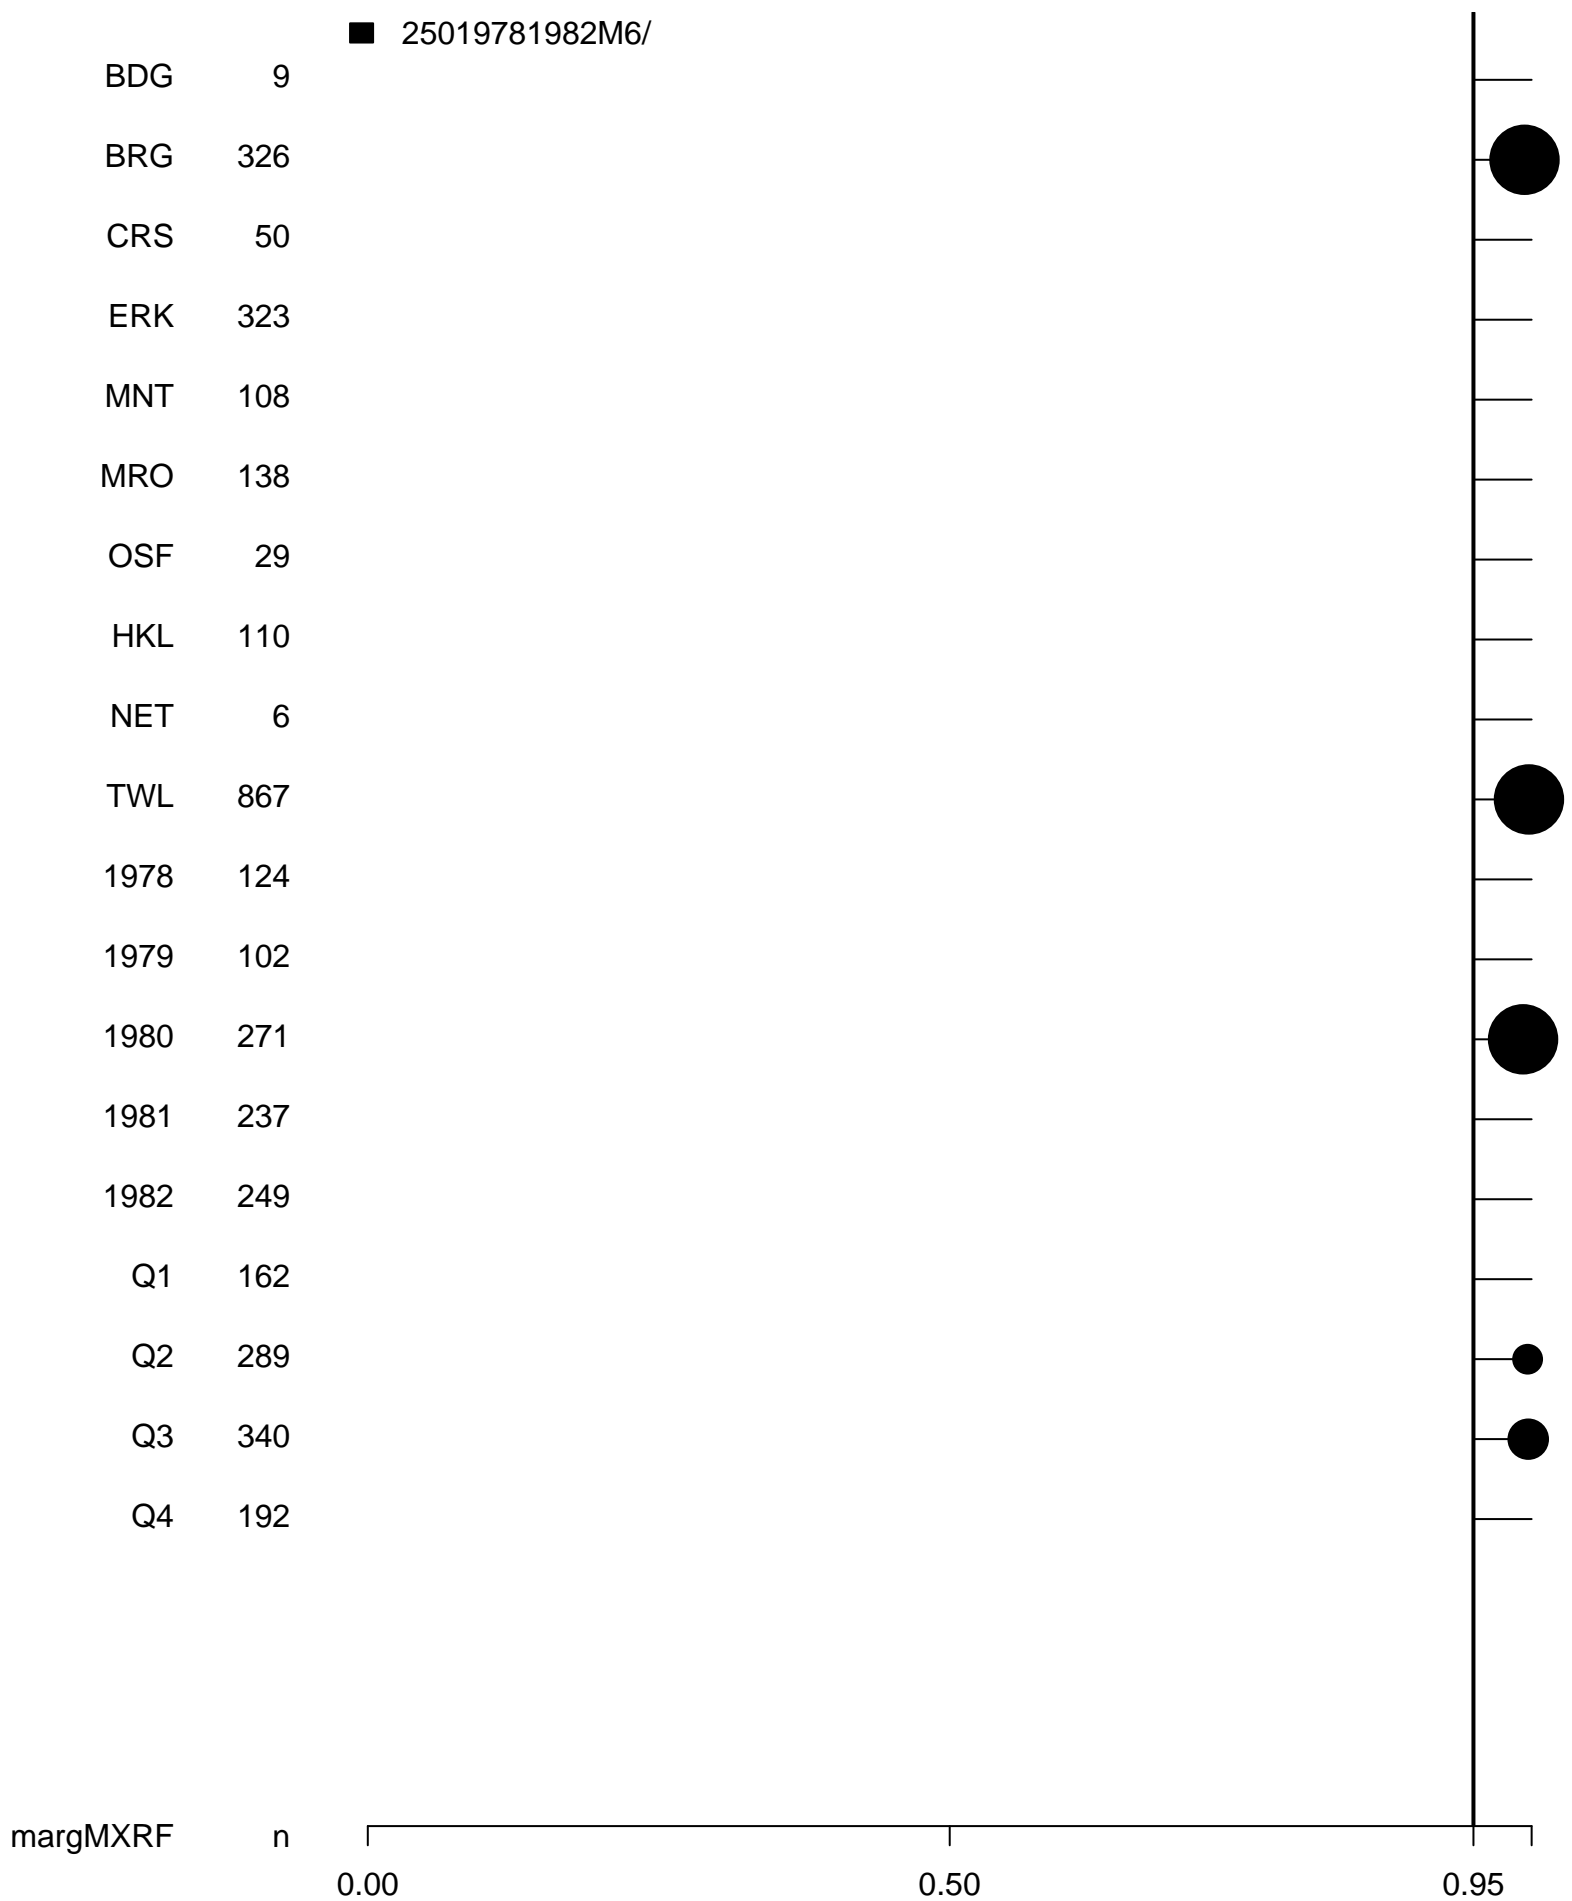 25019781982M6/
BDG 9
BRG 326
CRS 50
ERK 323
MNT 108
MRO 138
OSF 29
HKL 110
NET 6
TWL 867
1978 124
1979 102
1980 271
1981 237
1982 249
Q1 162
Q2 289
Q3 340
Q4 192
margMXRF n
0.00 0.50 0.95